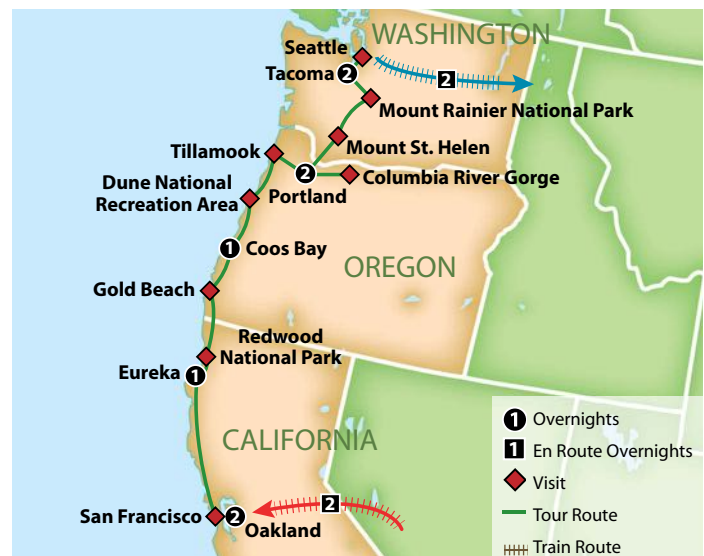 WASHINGTON
Seattle
Tacoma
2
2
Mount Rainier National Park
Mount St. Helen
Tillamook
2
Columbia River Gorge
Portland
Dune National
Recreation Area
1
Coos Bay
OREGON
Gold Beach
Redwood
National Park
Eureka
1
CALIFORNIA
San Francisco
2
Oakland
2
1 Overnights
1 En Route Overnights
Visit
Tour Route
Train Route